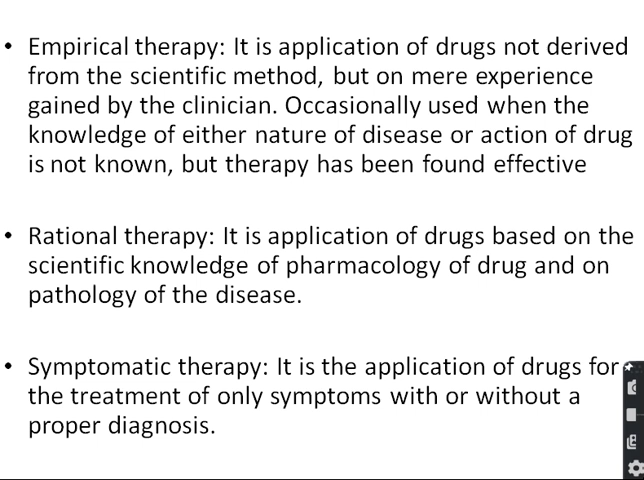 • Empirical therapy: It is application of drugs not derived
from the scientific method, but on mere experience
gained by the clinician. Occasionally used when the
knowledge of either nature of disease or action of drug
is not known, but therapy has been found effective
• Rational therapy: It is application of drugs based on the
scientific knowledge of pharmacology of drug and on
pathology of the disease.
• Symptomatic therapy: It is the application of drugs for
the treatment of only symptoms with or without a
proper diagnosis.